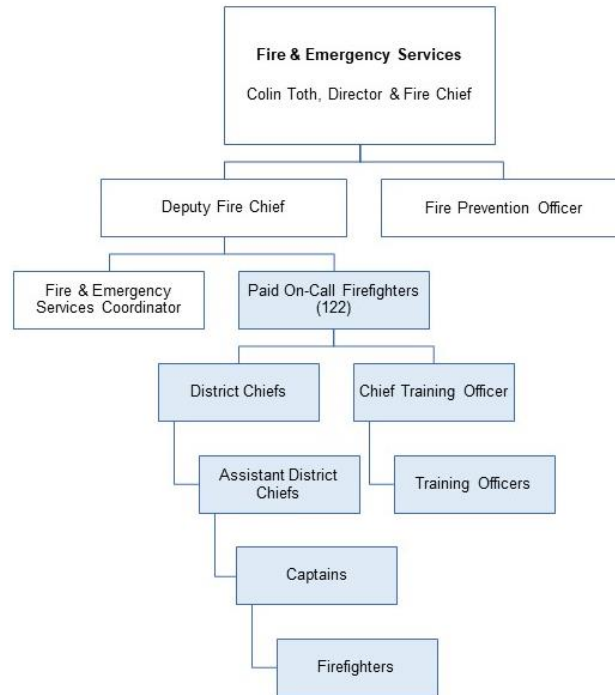 Fire & Emergency Services
Colin Toth, Director & Fire Chief
Deputy Fire Chief
Fire Prevention Officer
Fire & Emergency
Services Coordinator
Paid On-Call Firefighters
(122)
District Chiefs
Chief Training Officer
Assistant District
Chiefs
Training Officers
Captains
Firefighters